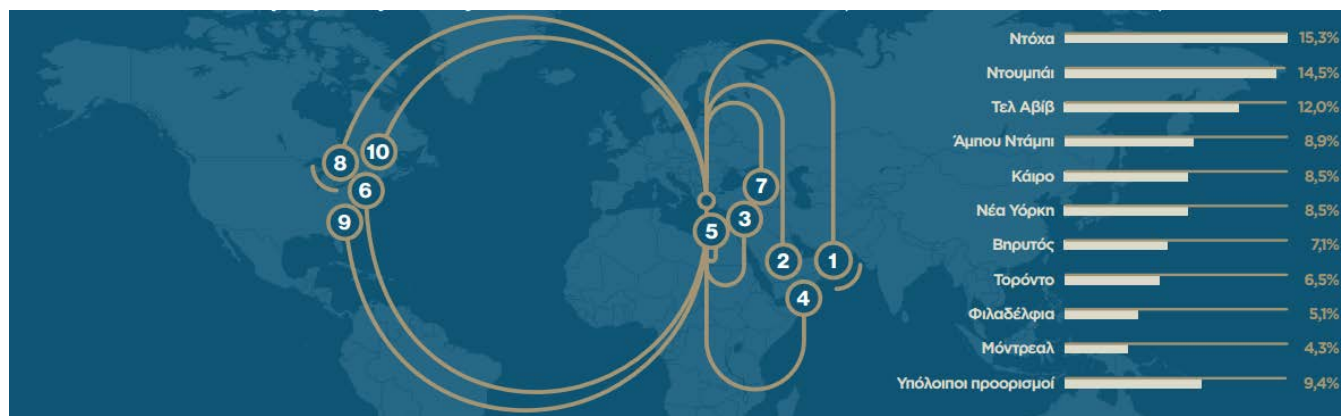 8
10
6
9
7
3
5
2
1
4
Ντόχα 15,3%
Ντουμπάι 14,5%
Τελ Αβίβ 12,0%
Άμπου Ντάμπι 8,9%
Κάιρο 8,5%
Νέα Υόρκη 8,5%
Βηρυτός 7,1%
Τορόντο 6,5%
Φιλαδέλφια 5,1%
Μόντρεαλ 4,3%
Υπόλοιποι προορισμοί 9,4%